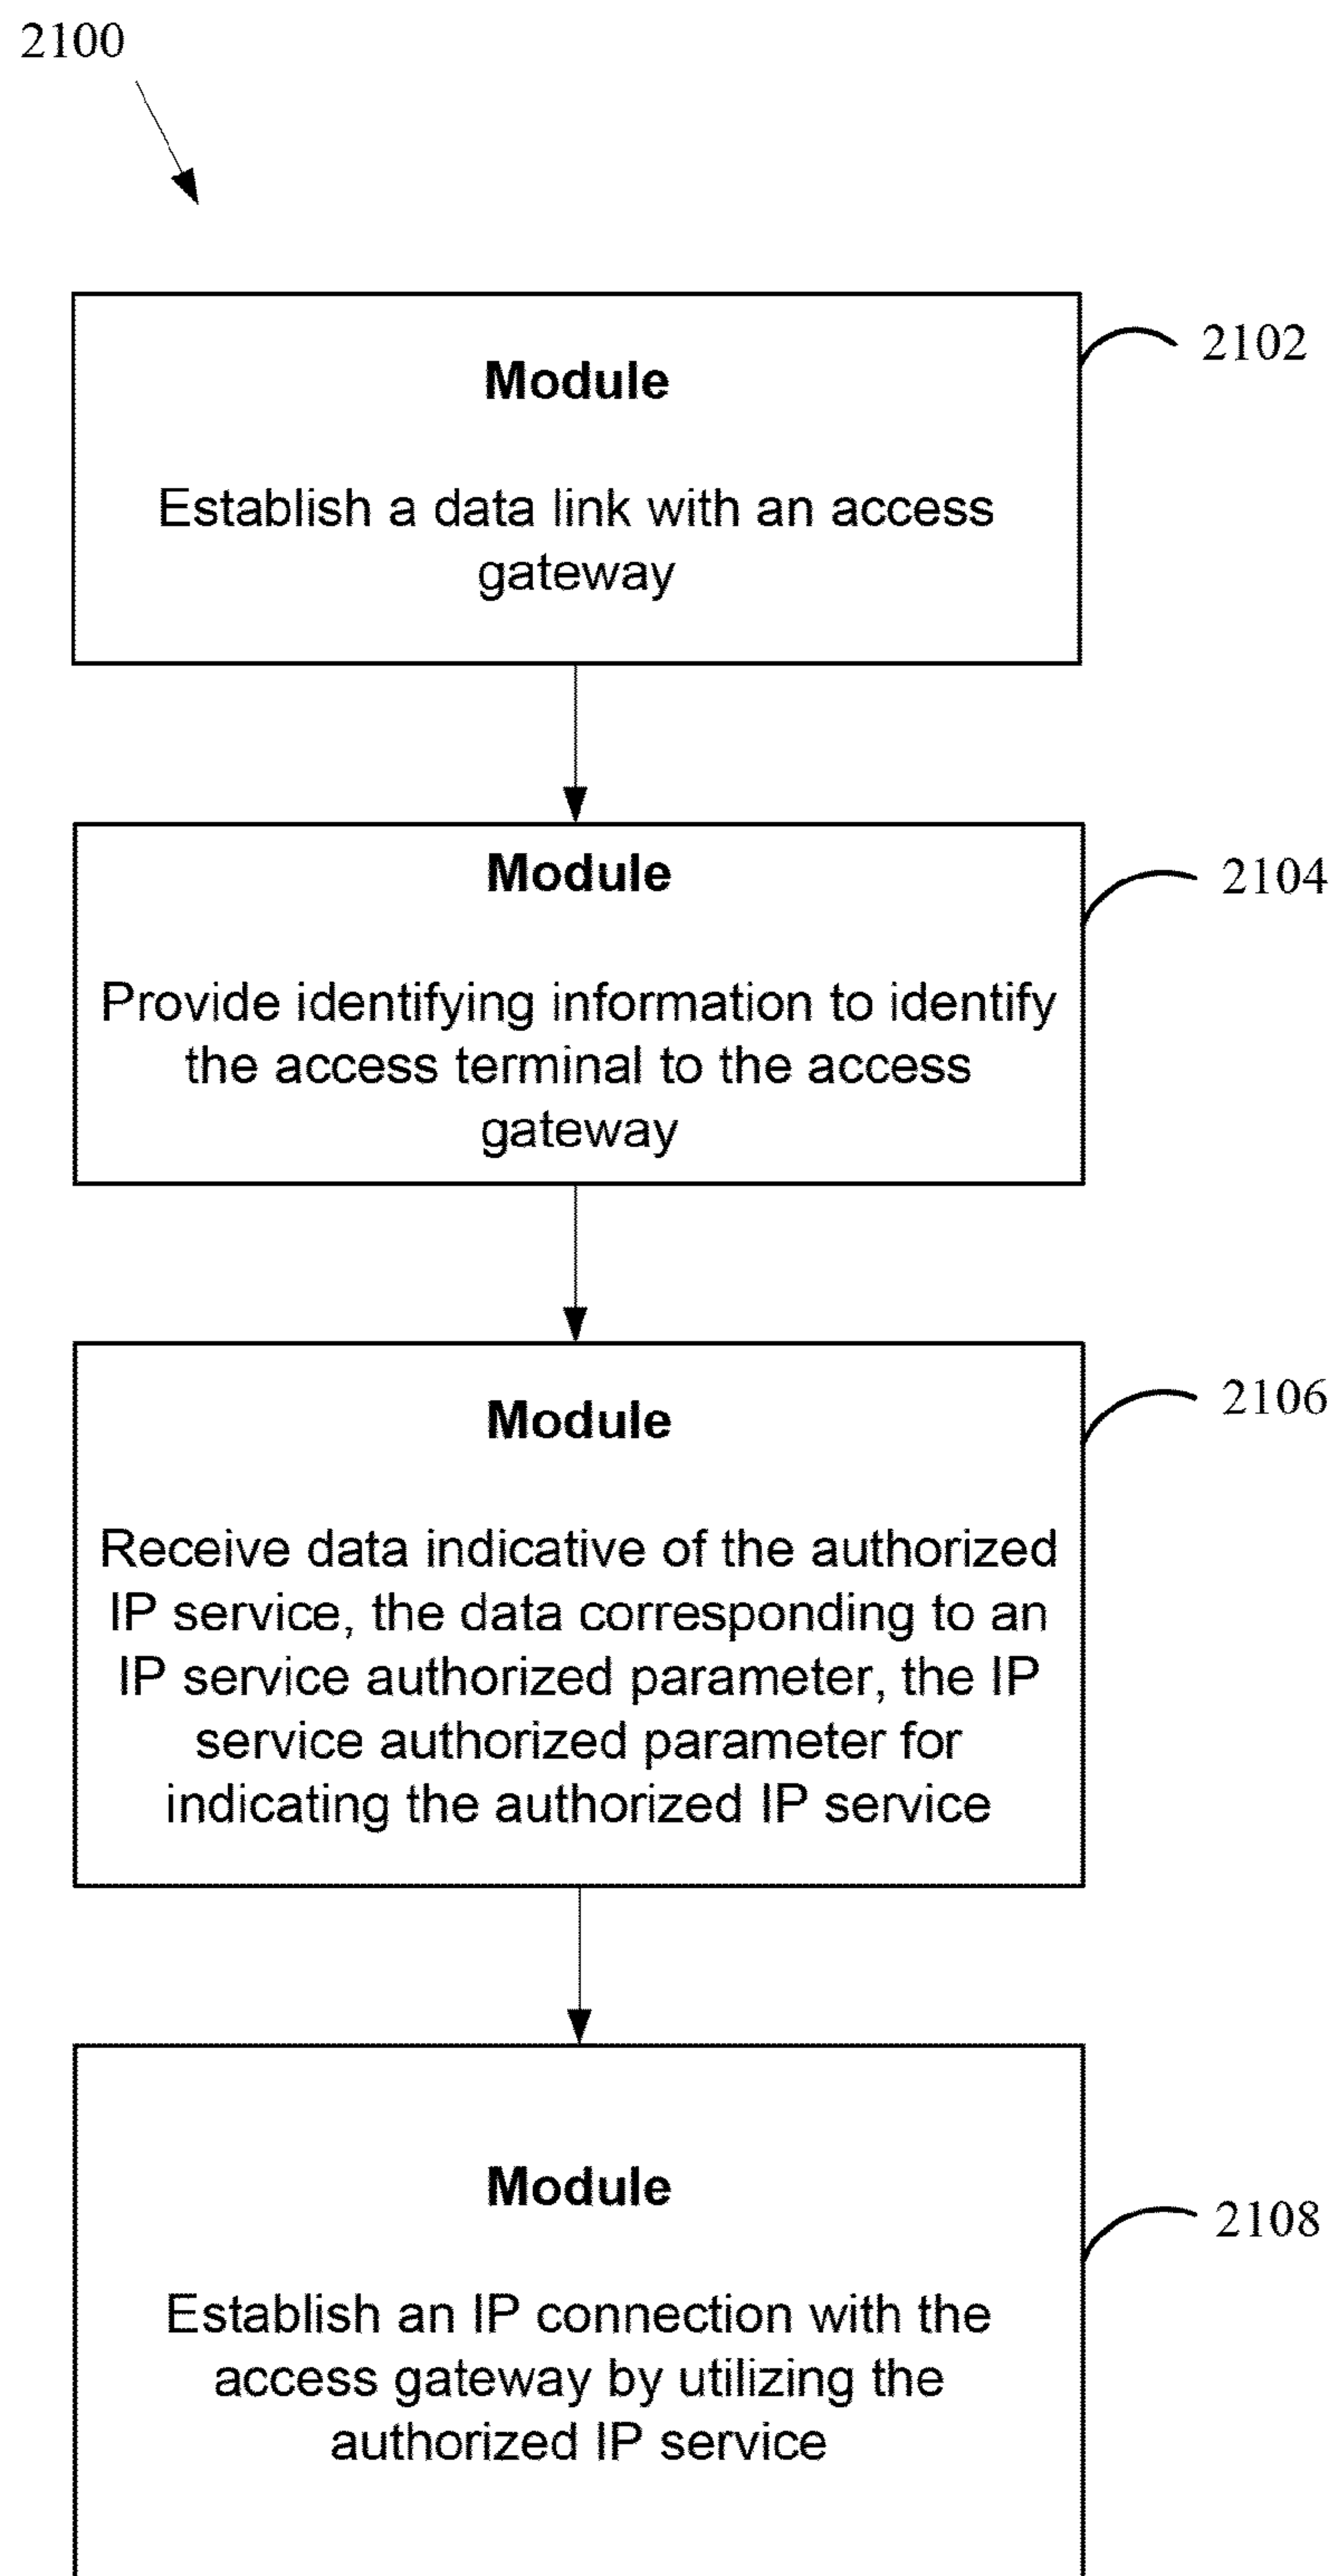 2100
Module
2102
Establish a data link with an access
gateway
Module
2104
Provide identifying information to identify
the access terminal to the access
gateway
Module
2106
Receive data indicative of the authorized
IP service, the data corresponding to an
IP service authorized parameter, the IP
service authorized parameter for
indicating the authorized IP service
Module
2108
Establish an IP connection with the
access gateway by utilizing the
authorized IP service